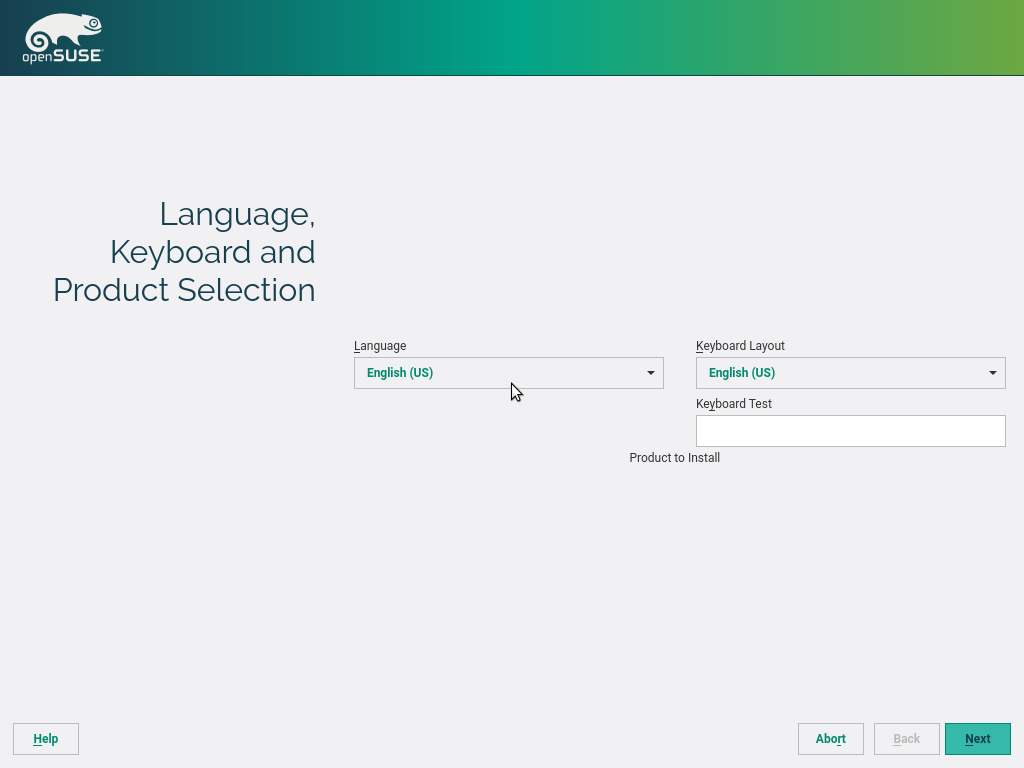 openSUSE
Language,
Keyboard and
Product Selection
Language
Keyboard Layout
English (US)
English (US)
Keyboard Test
Product to Install
Help
Abort
Back
Next